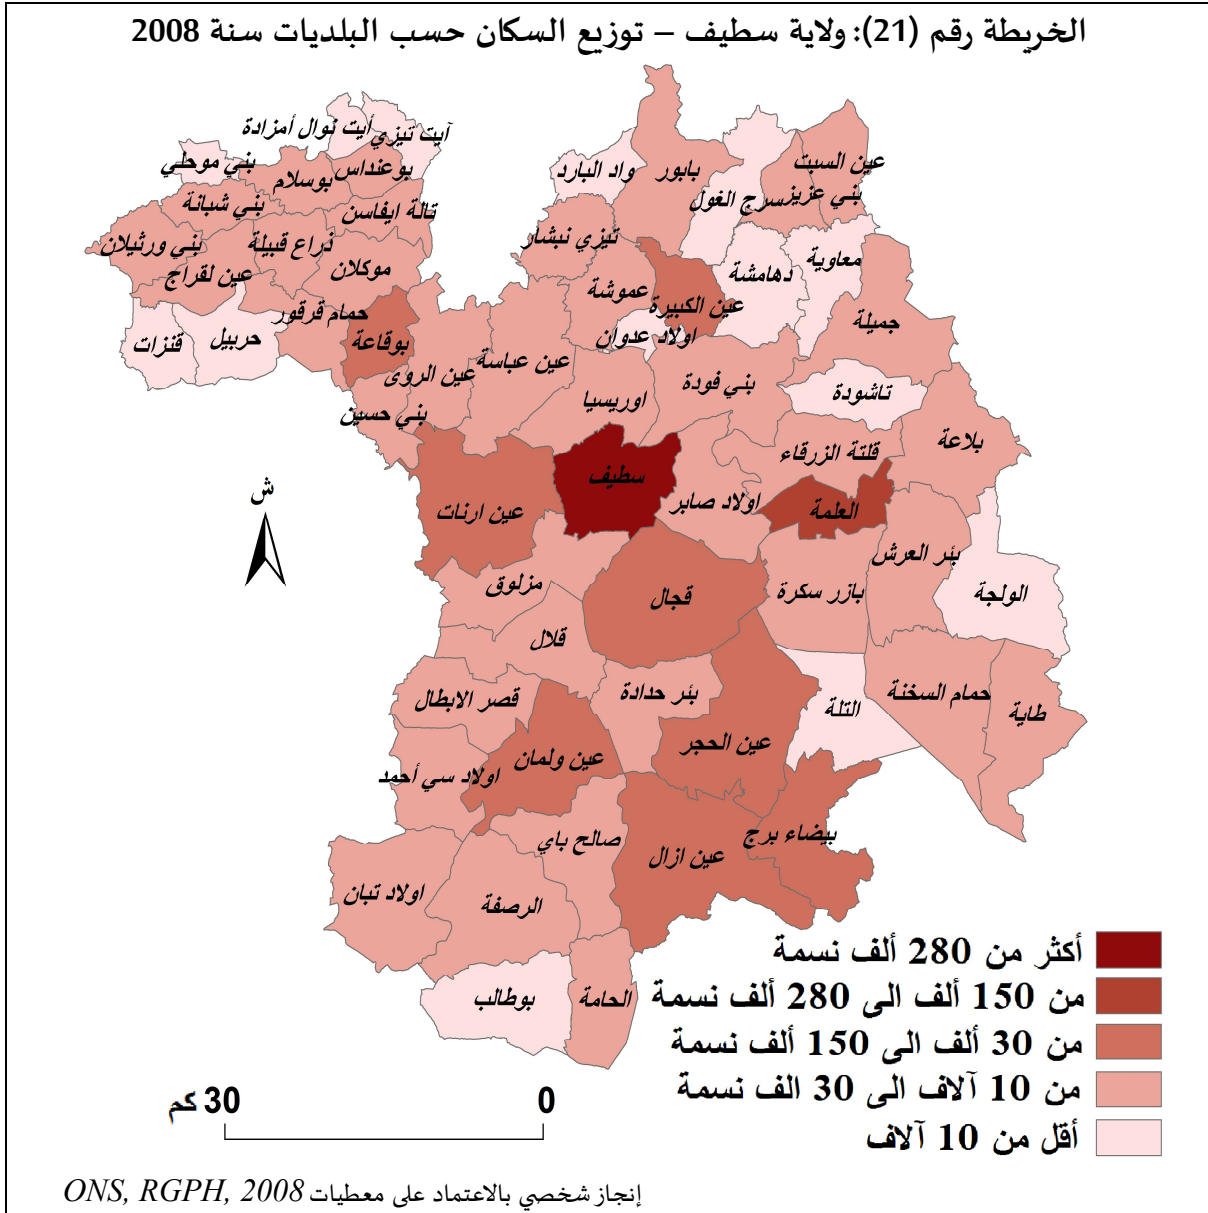 الخريطة رقم (21): ولاية سطيف – توزيع السكان حسب البلديات سنة 2008
آيت تيزي
أيت نوال أمزادة
بني موحلي
بوعنداس
بوسلام
عين السبت
بابور
واد البارد
بني عزيز
سرج الغول
بني شبانة
تالة ايفاسن
تيزي نبشار
بني ورثيلان
ذراع قبيلة
عين لقراج
موكلان
معاوية
دهامشة
عموشة
عين الكبيرة
حمام قرقور
جميلة
اولاد عدوان
بوقاعة
حربيل
قنزات
عين عباسة
عين الروى
بني فودة
تاشودة
اوريسيا
بني حسين
بلاعة
قلتة الزرقاء
سطيف
اولاد صابر
العلمة
عين ارنات
ش
بئر العرش
مزلوق
قجال
بازر سكرة
الولجة
قلال
بئر حدادة
قصر الابطال
حمام السخنة
التلة
طاية
عين الحجر
عين ولمان
اولاد سي أحمد
بيضاء برج
صالح باي
عين ازال
اولاد تبان
الرصفة
بوطالب
الحامة
أكثر من 280 ألف نسمة
من 150 ألف الى 280 ألف نسمة
من 30 ألف الى 150 ألف نسمة
من 10 آلاف الى 30 الف نسمة
أقل من 10 آلاف
0 30 كم
إنجاز شخصي بالاعتماد على معطيات ONS, RGPH, 2008